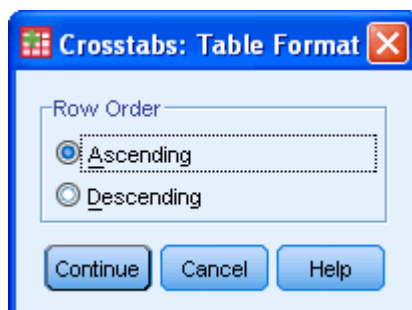 Crosstabs: Table Format
Row Order
Ascending
Descending
Continue Cancel Help